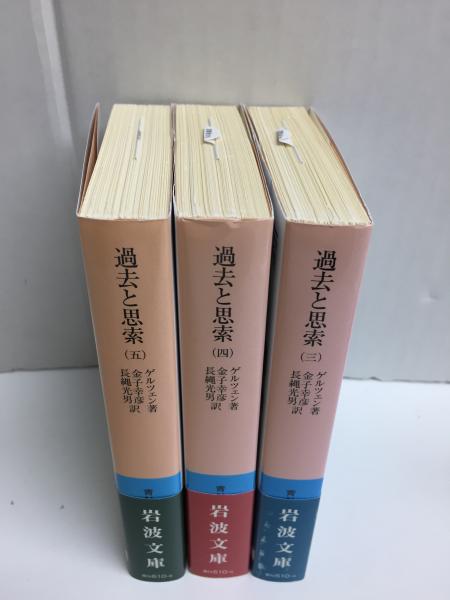 過去と思索
(五)
ゲルツェン著
金子幸彦
長縄光男訳
青
岩波文庫
過去と思索
(四)
ゲルツェン著
金子幸彦
長縄光男訳
青
岩波文庫
過去と思索
(三)
ゲルツェン著
金子幸彦
長縄光男訳
青
岩波文庫